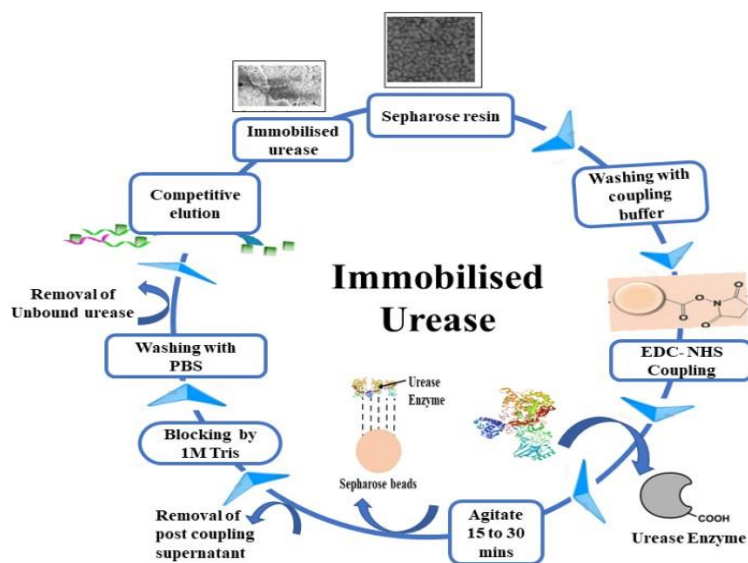 Immobilised
urease
Sepharose resin
Washing with
coupling
buffer
O
O
N
O
O
EDC- NHS
Coupling
COOH
Urease Enzyme
Agitate
15 to 30
mins
Urease
Enzyme
Sepharose beads
Removal of
post coupling
supernatant
Blocking by
1M Tris
Washing with
PBS
Removal of
Unbound urease
Competitive
elution
Immobilised
Urease